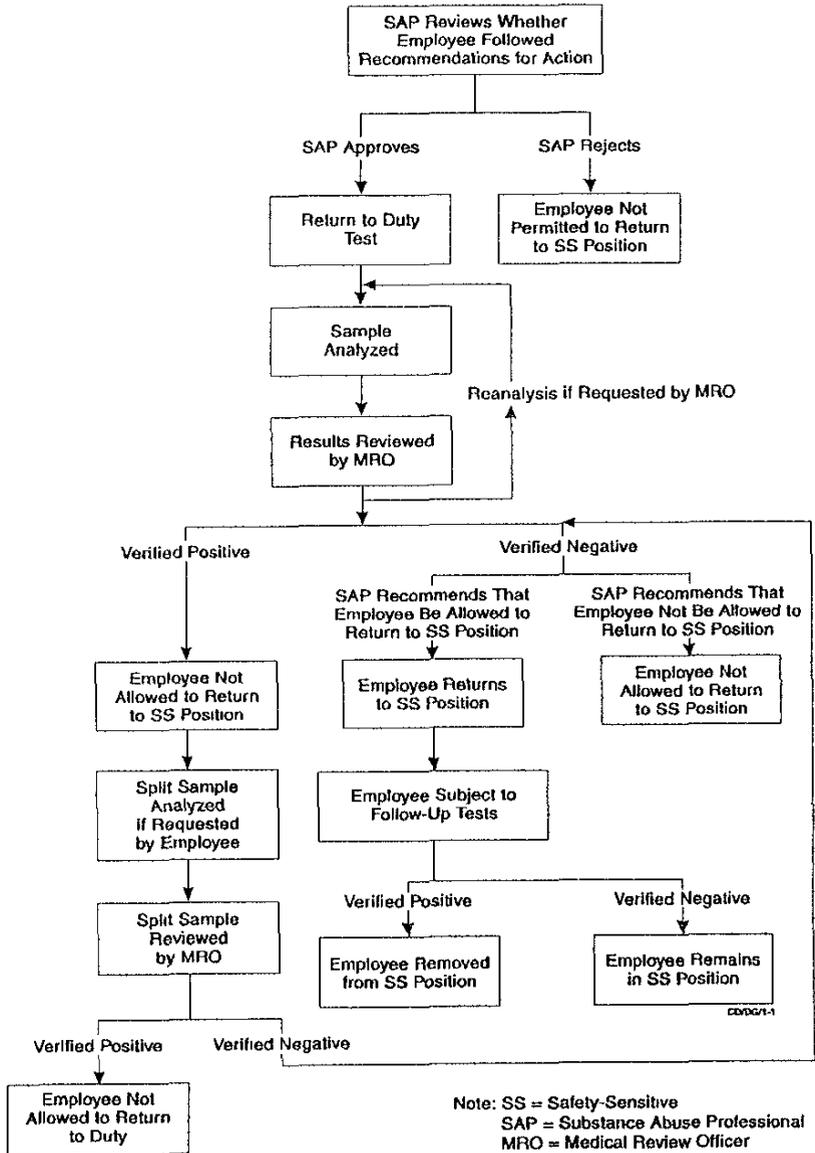 SAP Reviews Whether
Employee Followed
Recommendations for Action
SAP Approves
SAP Rejects
Return to Duty
Test
Employee Not
Permitted to Return
to SS Position
Sample
Analyzed
Reanalysis if Requested by MRO
Results Reviewed
by MRO
Verified Positive
Verified Negative
SAP Recommends That
Employee Be Allowed to
Return to SS Position
SAP Recommends That
Employee Not Be Allowed to
Return to SS Position
Employee Not
Allowed to Return
to SS Position
Employee Returns
to SS Position
Employee Not
Allowed to Return
to SS Position
Split Sample
Analyzed
if Requested
by Employee
Employee Subject to
Follow-Up Tests
Split Sample
Reviewed
by MRO
Verified Positive
Verified Negative
Employee Removed
from SS Position
Employee Remains
in SS Position
Verified Positive
Verified Negative
Employee Not
Allowed to Return
to Duty
Note: SS = Safety-Sensitive
SAP = Substance Abuse Professional
MRO = Medical Review Officer